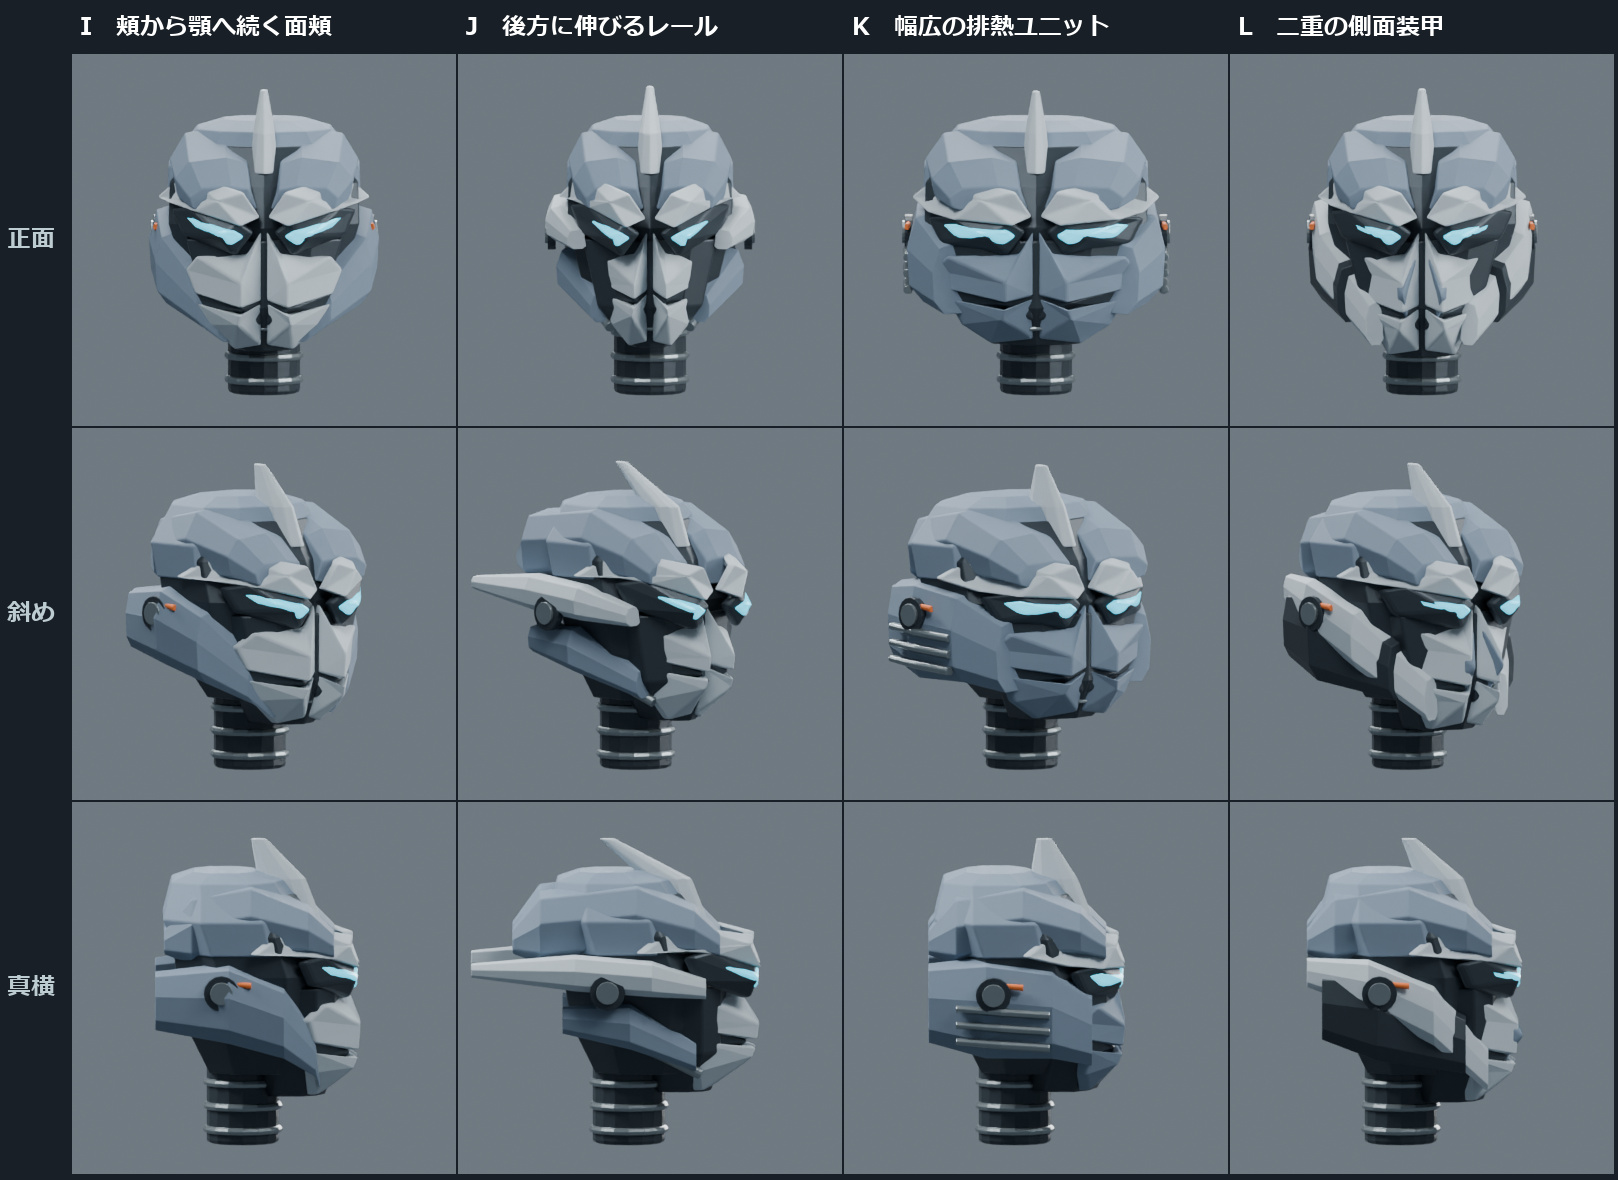 I 頬から顎へ続く面頬
J 後方に伸びるレール
K 幅広の排熱ユニット
L 二重の側面装甲
正面
斜め
真横